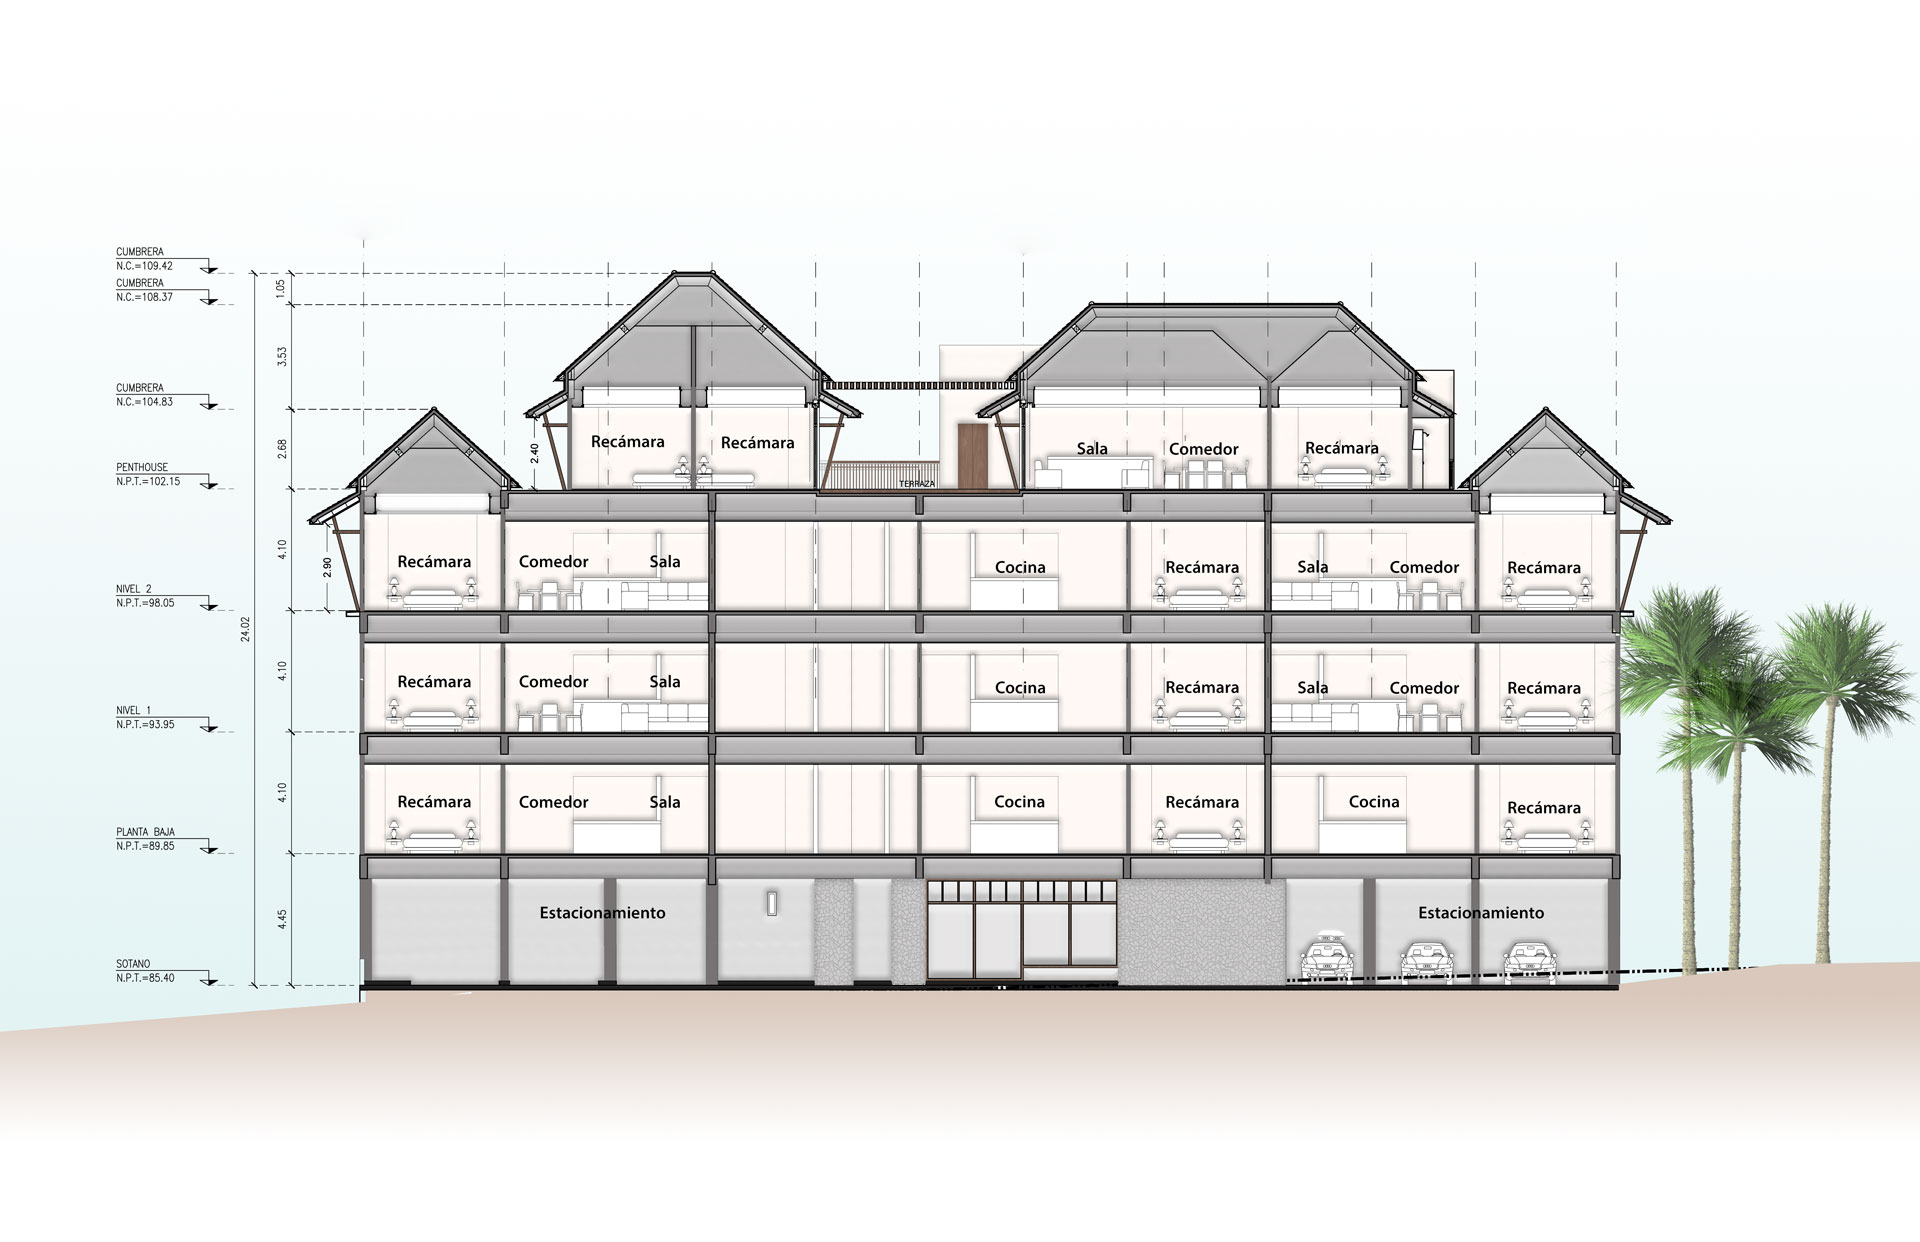 CUMBRERA
N.C.=109.42
CUMBRERA
N.C.=108.37
1.05
3.53
CUMBRERA
N.C.=104.83
2.68
2.40
Recámara Recámara
Sala Comedor Recámara
PENTHOUSE
N.P.T.=102.15
TERRAZA
4.10
2.90
Recámara Comedor Sala Cocina Recámara Sala Comedor Recámara
NIVEL 2
N.P.T.=98.05
24.02
4.10
Recámara Comedor Sala Cocina Recámara Sala Comedor Recámara
NIVEL 1
N.P.T.=93.95
4.10
Recámara Comedor Sala Cocina Recámara Cocina Recámara
PLANTA BAJA
N.P.T.=89.85
4.45
Estacionamiento Estacionamiento
SOTANO
N.P.T.=85.40